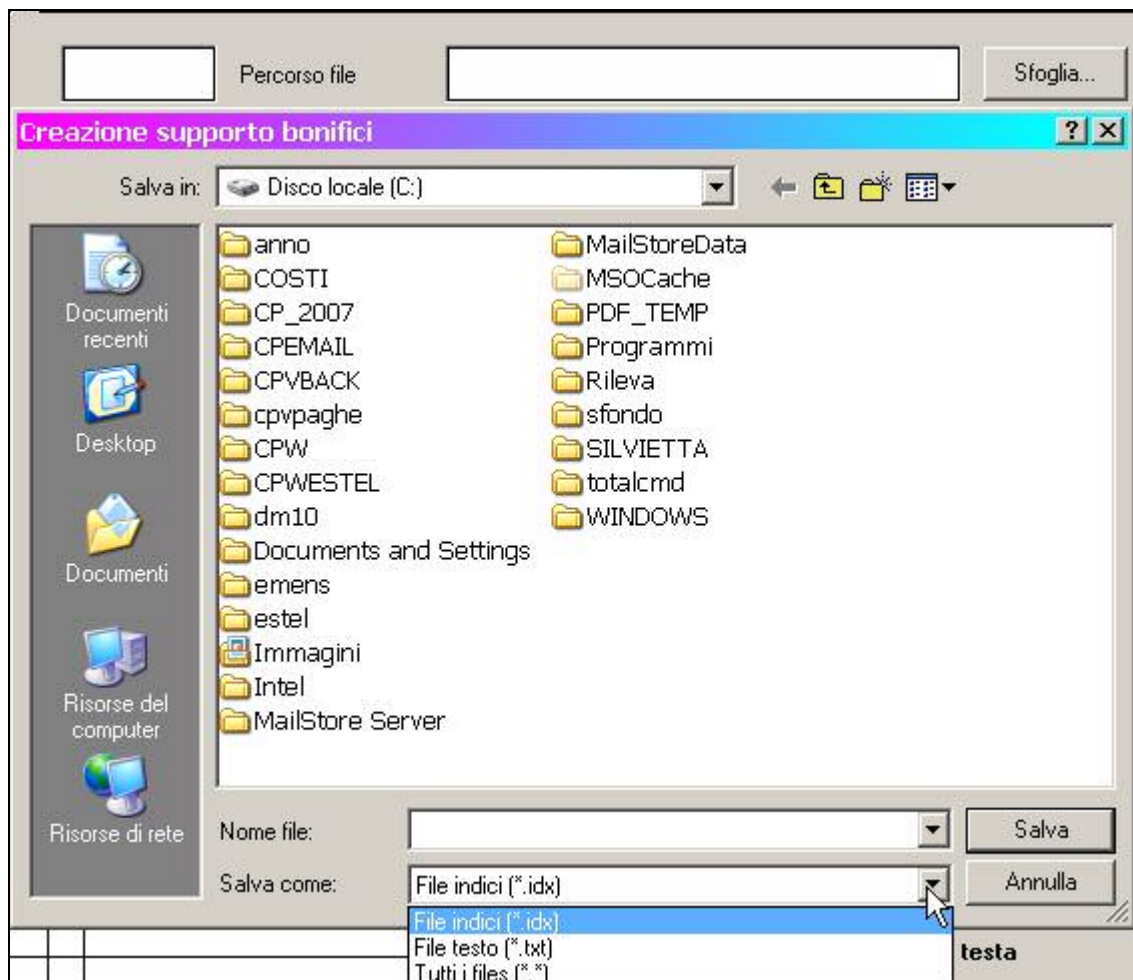 Percorso file
Sfoglia...
Creazione supporto bonifici
Salva in:
Disco locale (C:)
Documenti
recenti
Desktop
Documenti
Risorse del
computer
Risorse di rete
anno
COSTI
CP_2007
CPEMAIL
CPVBACK
cpvpaghe
CPW
CPWESTEL
dm10
Documents and Settings
emens
estel
Immagini
Intel
MailStore Server
MailStoreData
MSOCache
PDF_TEMP
Programmi
Rileva
sfondo
SILVIETTA
totalcmd
WINDOWS
Nome file:
Salva
Salva come:
File indici (*.idx)
Annulla
File indici (*.idx)
File testo (*.txt)
Tutti i files (*.*)
testa